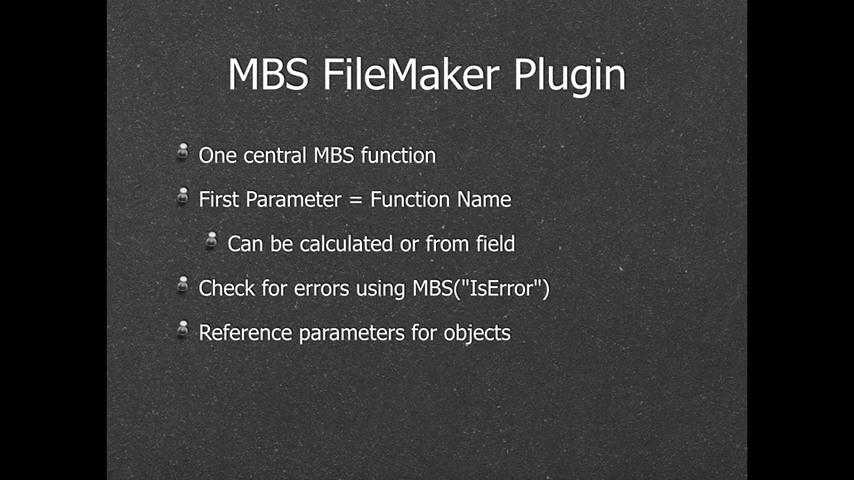 MBS FileMaker Plugin
One central MBS function
First Parameter = Function Name
Can be calculated or from field
Check for errors using MBS("IsError")
Reference parameters for objects